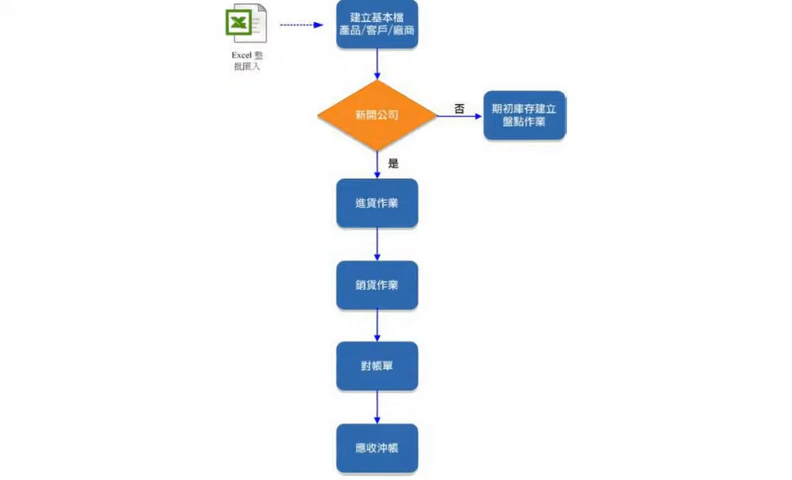 建立基本檔
產品/客戶/廠商
Excel 整
批匯入
新開公司
否
期初庫存建立
盤點作業
是
進貨作業
銷貨作業
對帳單
應收沖帳